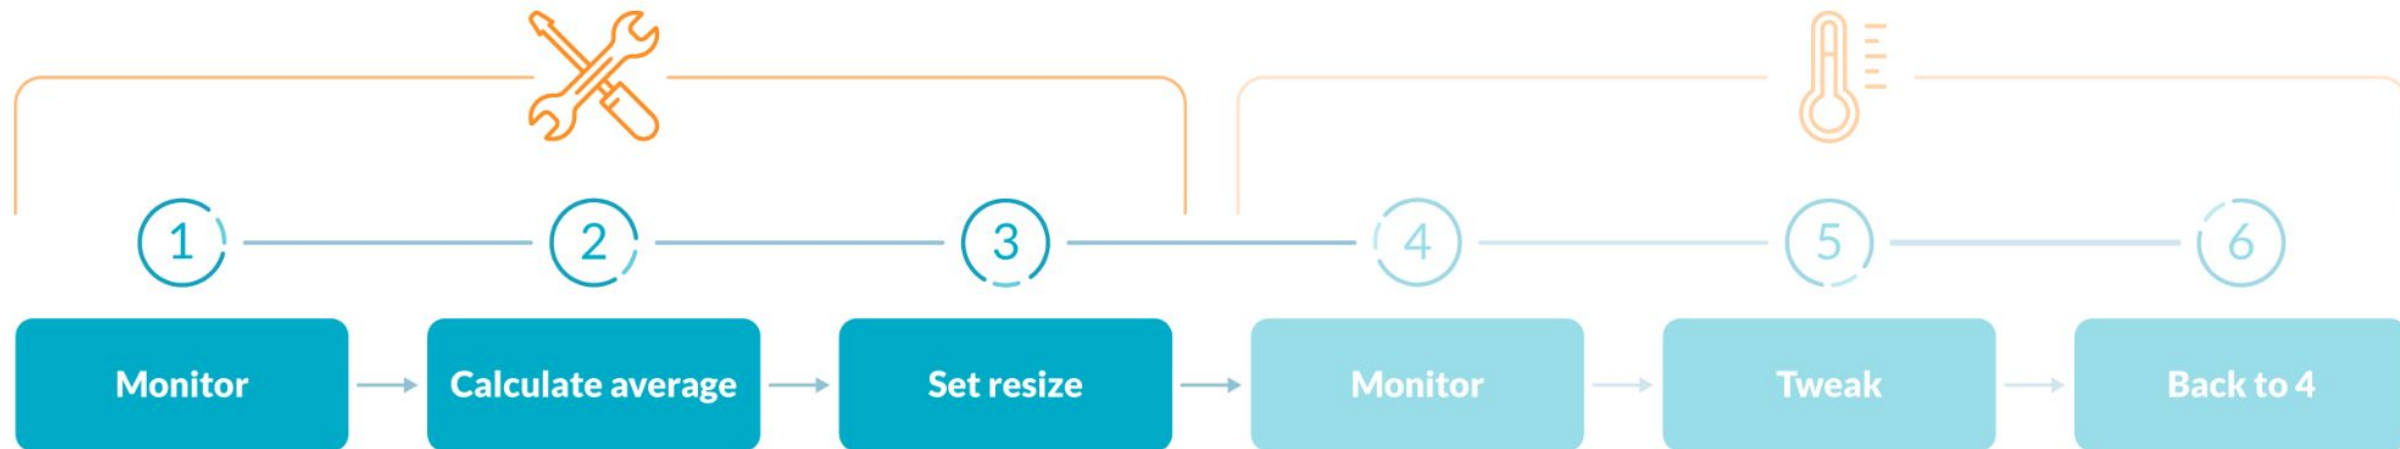 1
2
3
4
5
6
Monitor
Calculate average
Set resize
Monitor
Tweak
Back to 4